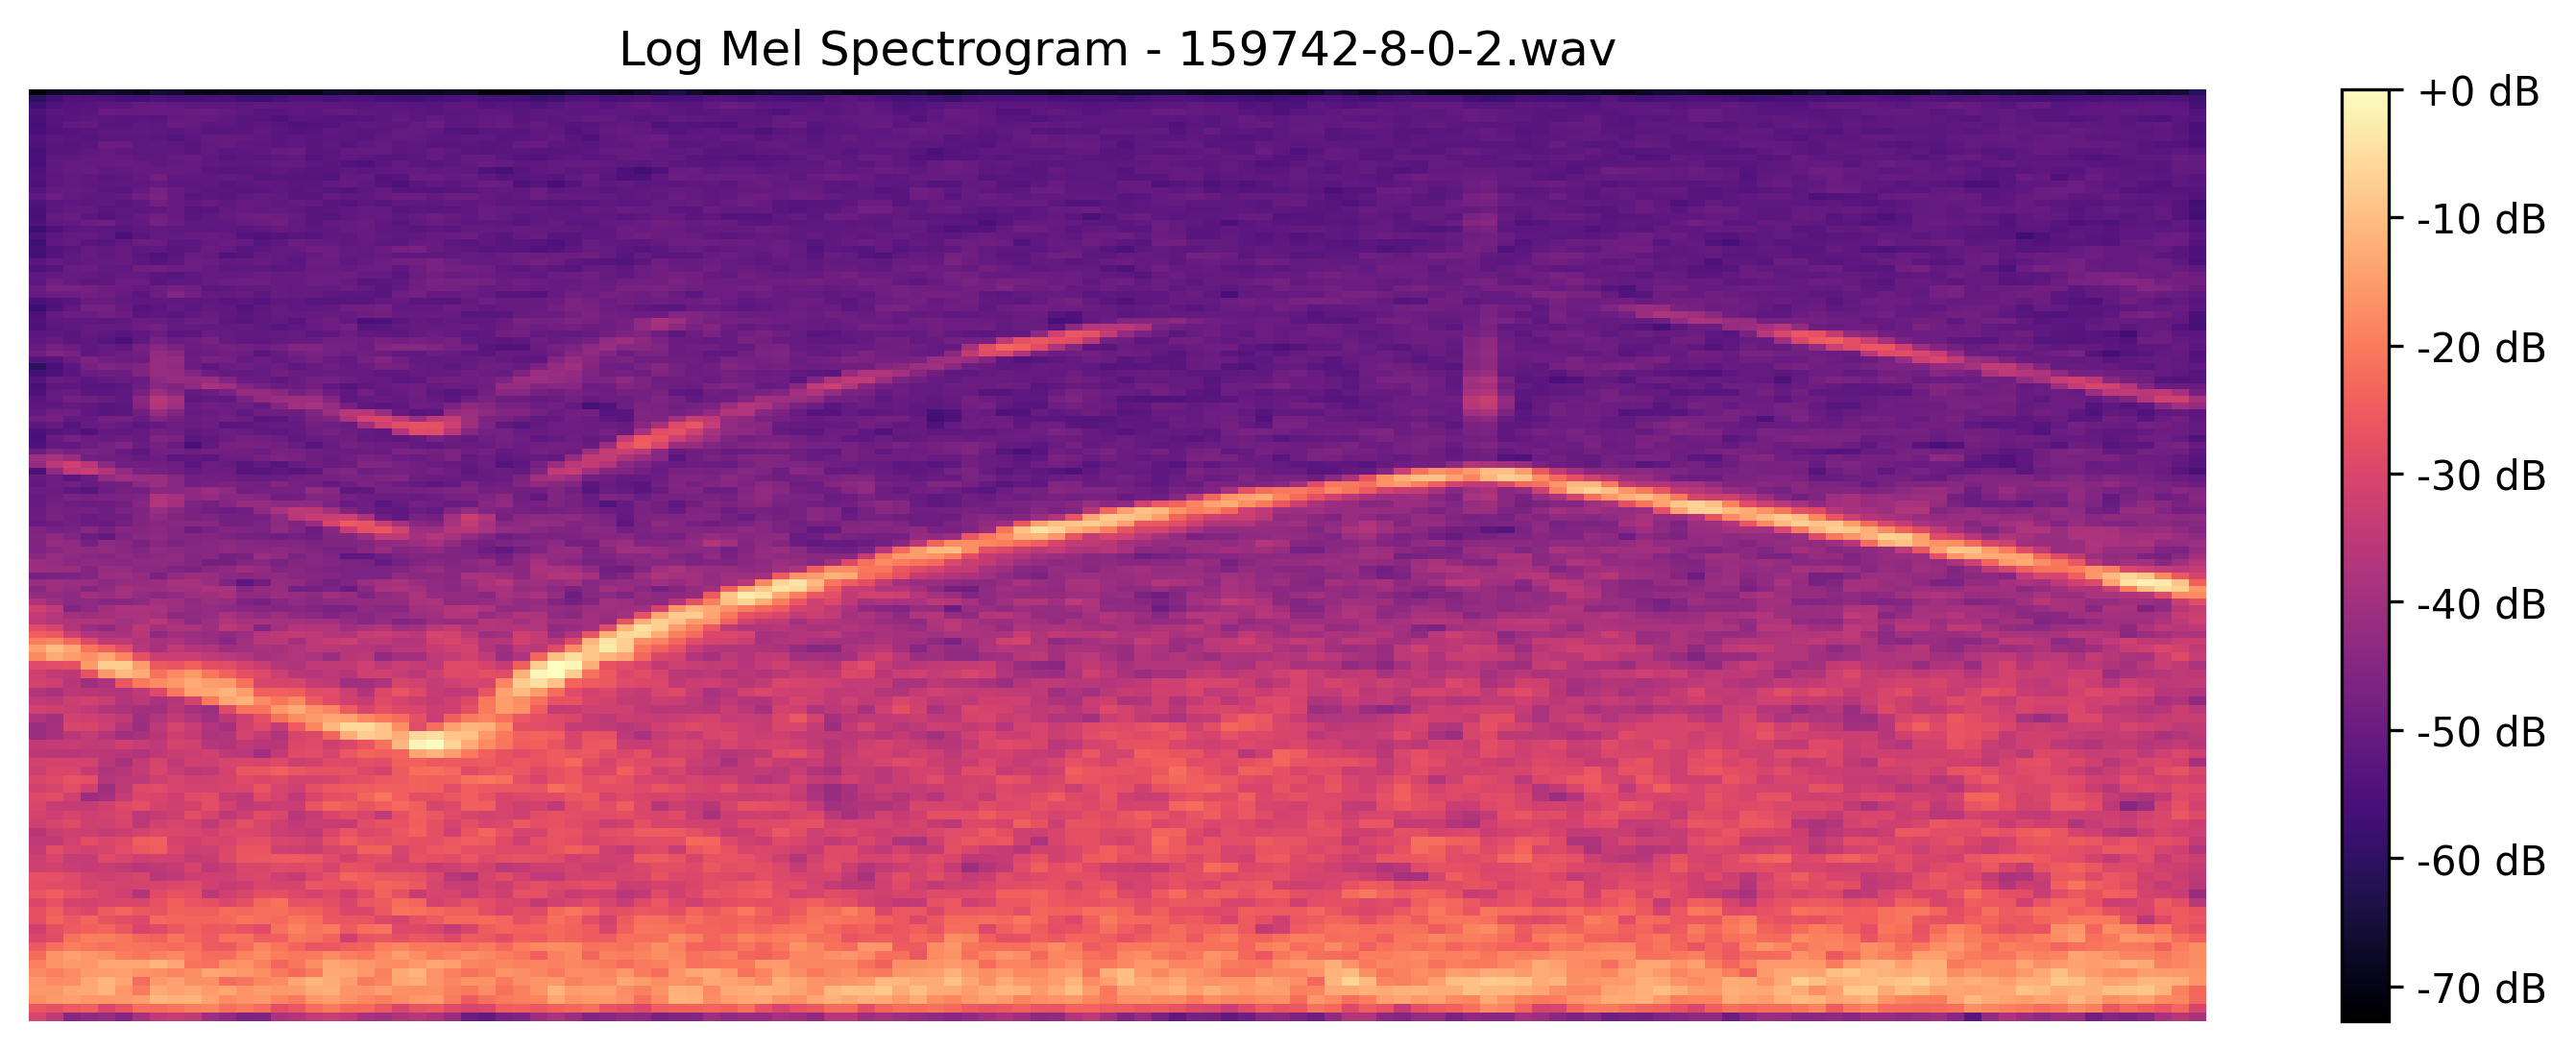 Log Mel Spectrogram - 159742-8-0-2.wav
+0 dB
-10 dB
-20 dB
-30 dB
-40 dB
-50 dB
-60 dB
-70 dB